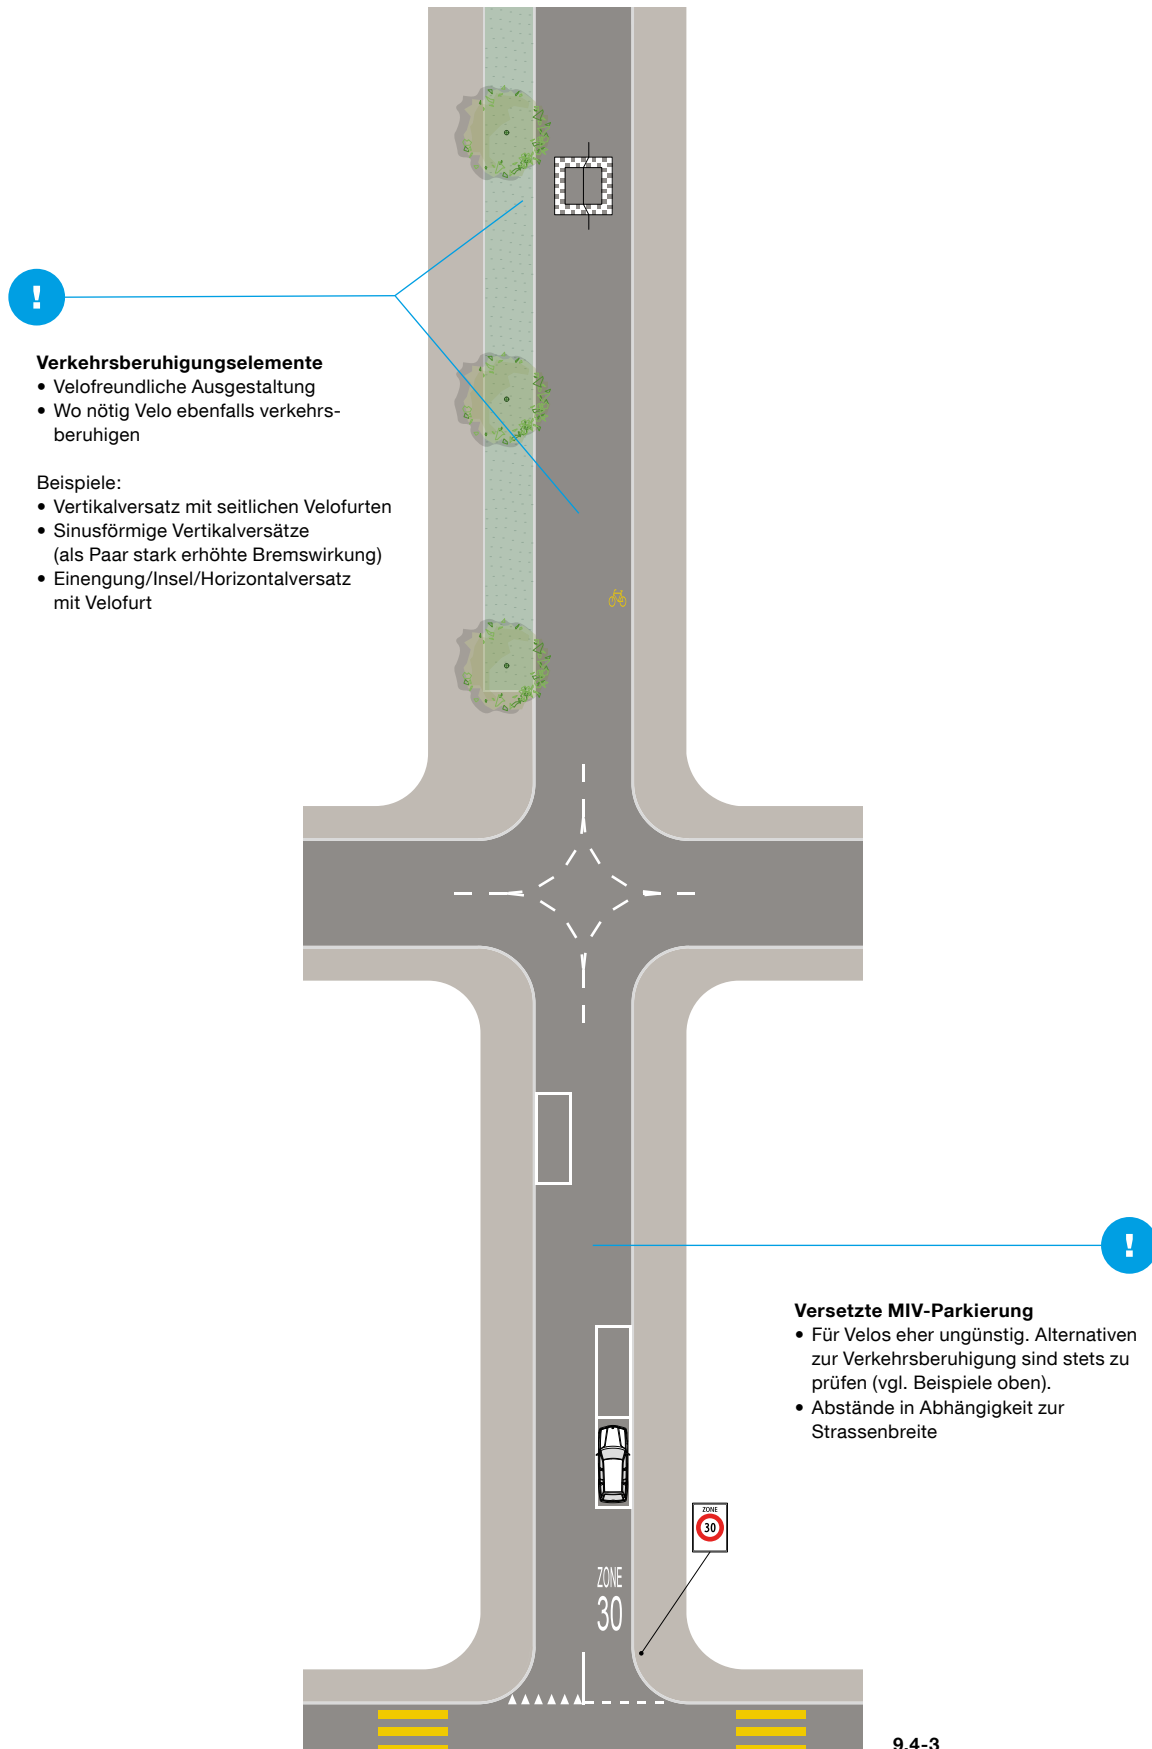 !
Verkehrsberuhigungselemente
• Velofreundliche Ausgestaltung
• Wo nötig Velo ebenfalls verkehrs-
beruhigen
Beispiele:
• Vertikalversatz mit seitlichen Velofurten
• Sinusförmige Vertikalversätze
(als Paar stark erhöhte Bremswirkung)
• Einengung/Insel/Horizontalversatz
mit Velofurt
!
Versetzte MIV-Parkierung
• Für Velos eher ungünstig. Alternativen
zur Verkehrsberuhigung sind stets zu
prüfen (vgl. Beispiele oben).
• Abstände in Abhängigkeit zur
Strassenbreite
ZONE
30
ZONE
30
9.4-3